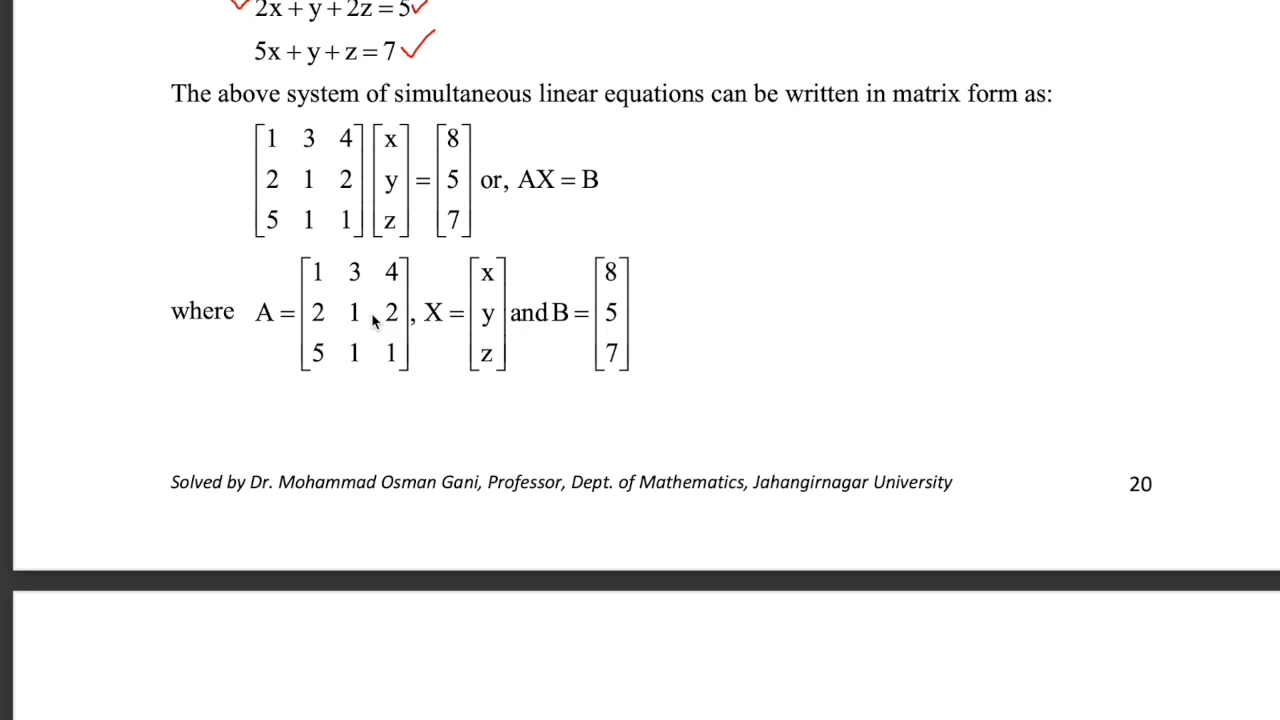 2x + y + 2z = 5
5x + y + z = 7
The above system of simultaneous linear equations can be written in matrix form as:
[1 3 4] [x] [8]
[2 1 2] [y] = [5] or, AX = B
[5 1 1] [z] [7]
[1 3 4] [x] [8]
where A = [2 1 2], X = [y] and B = [5]
[5 1 1] [z] [7]
Solved by Dr. Mohammad Osman Gani, Professor, Dept. of Mathematics, Jahangirnagar University 20